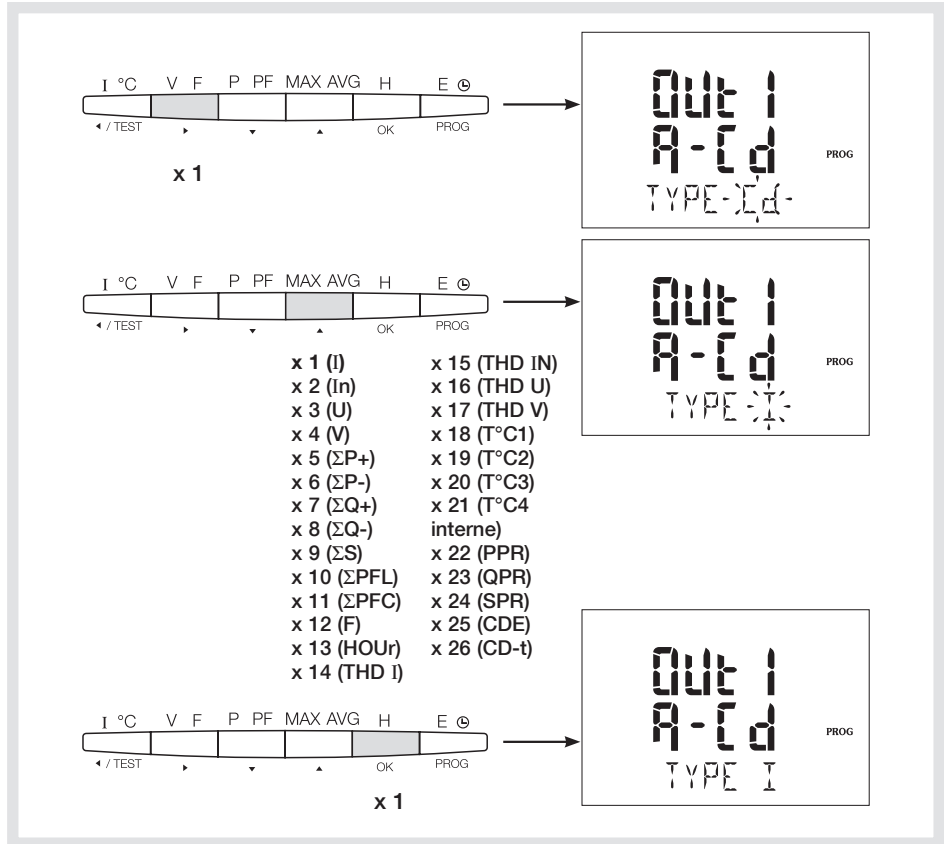 I °C V F P PF MAX AVG H E
/ TEST OK PROG
x 1
OUt 1
A-Cd
PROG
TYPE-Cd-
I °C V F P PF MAX AVG H E
/ TEST OK PROG
OUt 1
A-Cd
PROG
TYPE-I-
x 1 (I)
x 2 (In)
x 3 (U)
x 4 (V)
x 5 (ΣP+)
x 6 (ΣP-)
x 7 (ΣQ+)
x 8 (ΣQ-)
x 9 (ΣS)
x 10 (ΣPFL)
x 11 (ΣPFC)
x 12 (F)
x 13 (HOUr)
x 14 (THD I)
x 15 (THD IN)
x 16 (THD U)
x 17 (THD V)
x 18 (T°C1)
x 19 (T°C2)
x 20 (T°C3)
x 21 (T°C4
interne)
x 22 (PPR)
x 23 (QPR)
x 24 (SPR)
x 25 (CDE)
x 26 (CD-t)
I °C V F P PF MAX AVG H E
/ TEST OK PROG
x 1
OUt 1
A-Cd
PROG
TYPE I